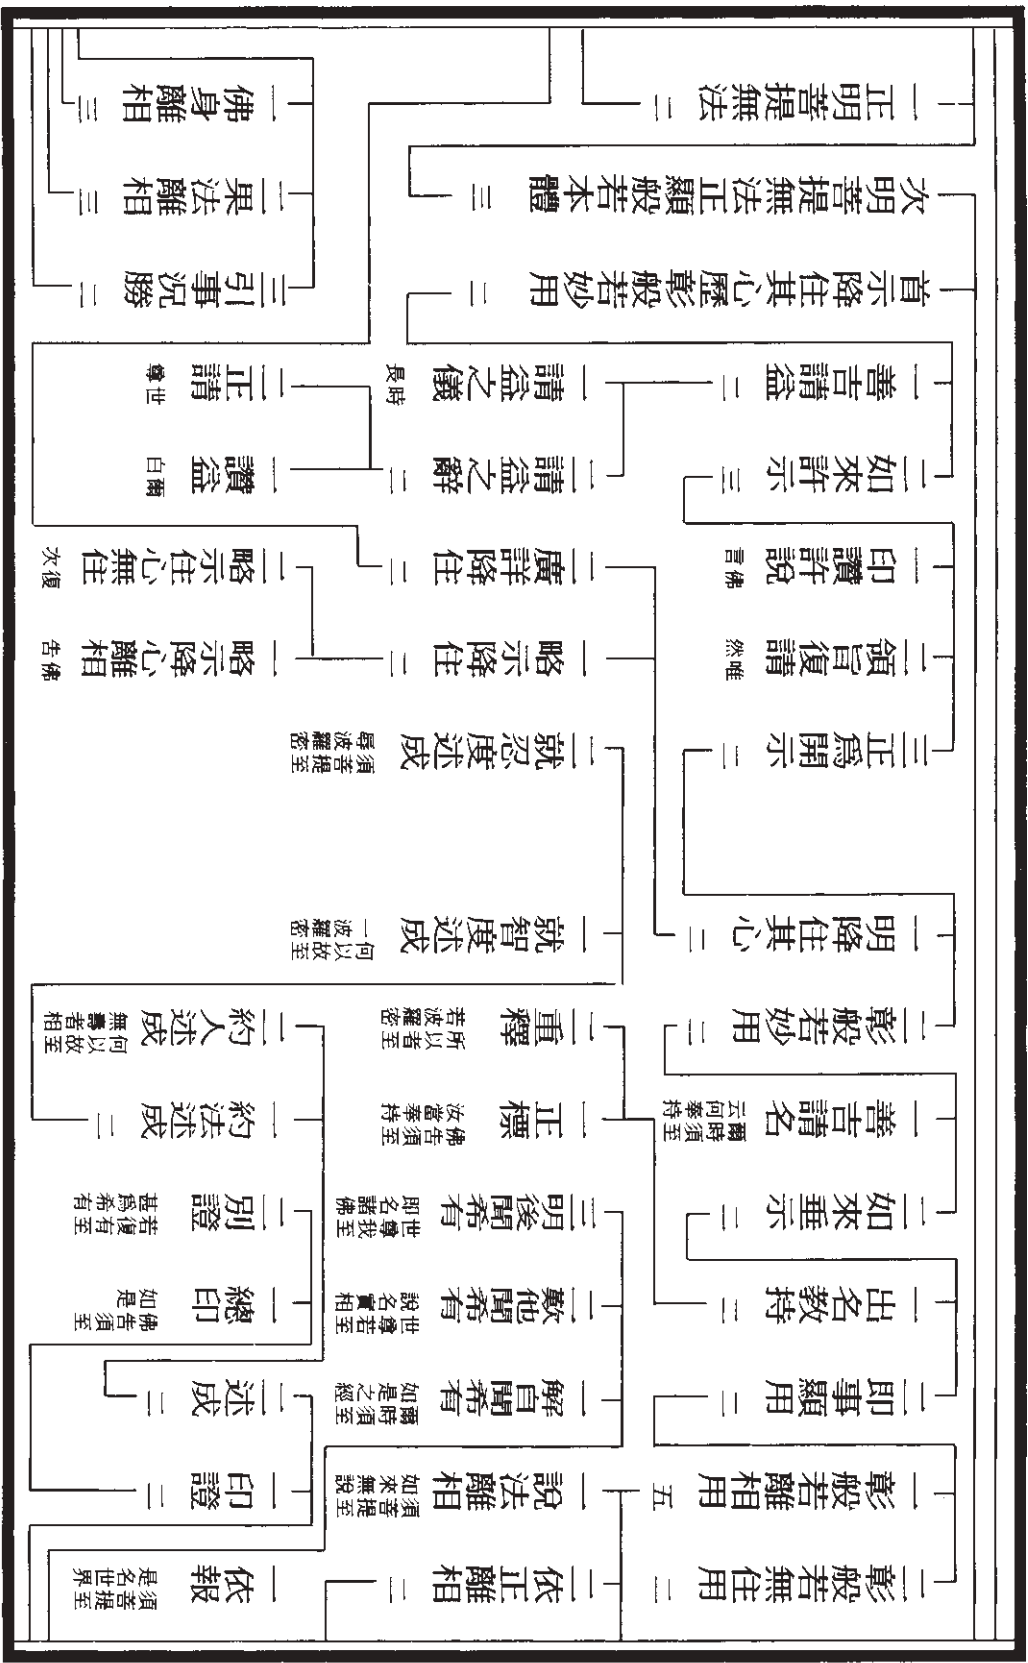 一正明菩提無法 二
一佛身離相 三
次明菩提無法正顯般若本體 三
二果法離相 三
首示降住其心歷彰般若妙用 二
三引事況勝 二
一善吉請益 二
一請益之儀 時長
一正請 世尊
二如來許示 三
二請益之辭 二
二讚益 爾白
一印讚許說 佛言
二廣詳降住 二
二略示住心無住 復次
二領旨復請 唯然
一略示降住 二
一略示降心離相 佛告
三正爲開示 二
一就忍度述成 須菩提至辱波羅密
一明降住其心 二
二就智度述成 何以故至一波羅密
二彰般若妙用 二
二重釋 所以者至若波羅密
一約人述成 何以故至無壽者相
一善吉請名 爾時須至云何奉持
一正標 佛告須至汝當奉持
二約法述成 二
二如來垂示 二
三明後聞希有 世尊我至即名諸佛
二別證 若復有至甚爲希有
一出名教持 二
二歎他聞希有 世尊若至說名實相
一總印 佛告須至如是
二即事顯用 二
一解自聞希有 爾時須至如是之經
二述成 二
一彰般若離相用 五
一說法離相 須菩提至如來無說
一印證 二
二彰般若無住用 二
二依正離相 二
一依報 須菩提至是名世界